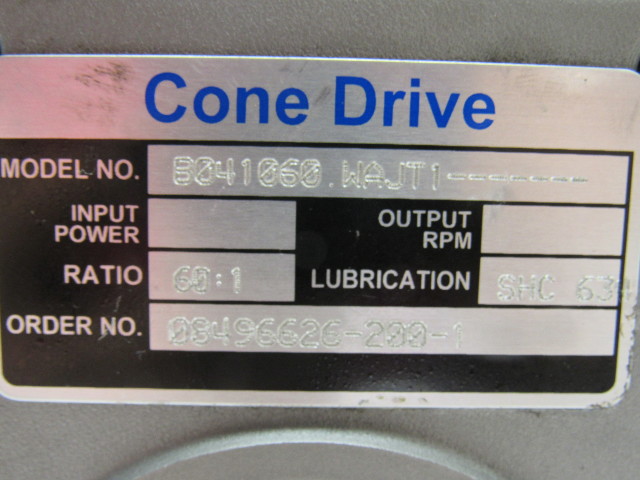 Cone Drive
MODEL NO. B041060.WAJT1-------
INPUT POWER OUTPUT RPM
RATIO 60:1 LUBRICATION SHC 634
ORDER NO. 08496626-200-1